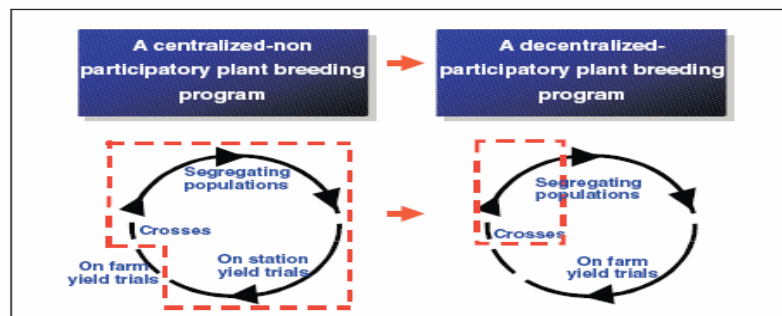 A centralized-non
participatory plant breeding
program
A decentralized-
participatory plant breeding
program
Segregating
populations
Crosses
On farm
yield trials
On station
yield trials
Segregating
populations
Crosses
On farm
yield trials